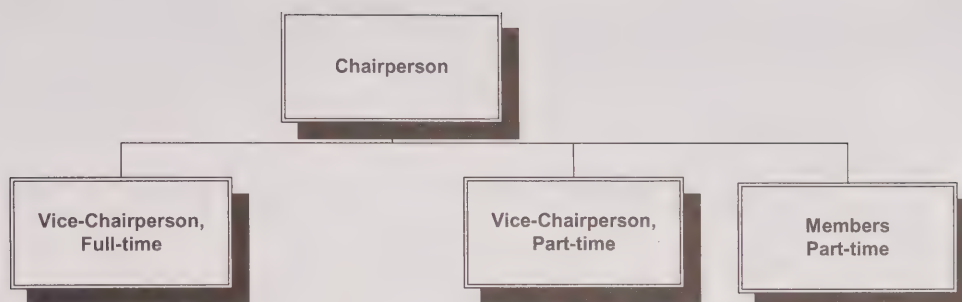 Chairperson
Vice-Chairperson,
Full-time
Vice-Chairperson,
Part-time
Members
Part-time